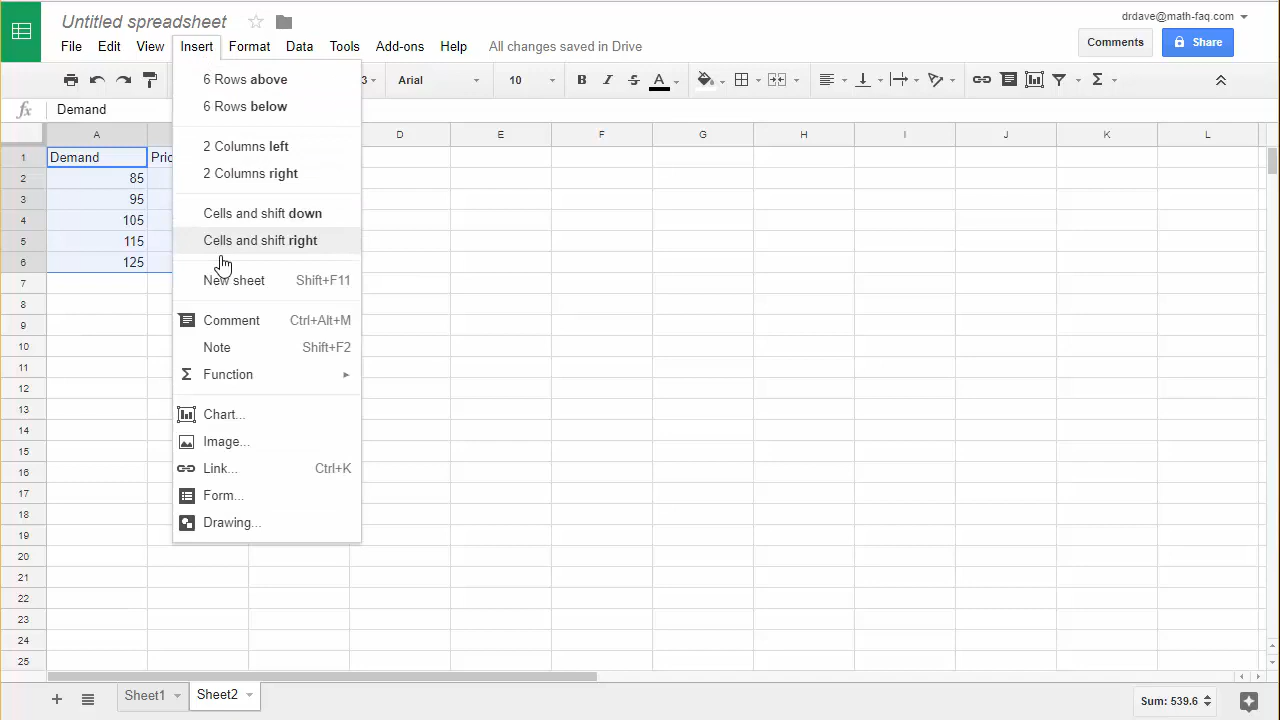 Untitled spreadsheet
drdave@math-faq.com
File Edit View Insert Format Data Tools Add-ons Help All changes saved in Drive
Comments Share
3 Arial 10 B I S A Σ
fx Demand
A D E F G H I J K L
1 Demand Pric
2 85
3 95
4 105
5 115
6 125
7
8
9
10
11
12
13
14
15
16
17
18
19
20
21
22
23
24
25
6 Rows above
6 Rows below
2 Columns left
2 Columns right
Cells and shift down
Cells and shift right
New sheet Shift+F11
Comment Ctrl+Alt+M
Note Shift+F2
Σ Function
Chart...
Image...
Link... Ctrl+K
Form...
Drawing...
Sheet1 Sheet2 Sum: 539.6